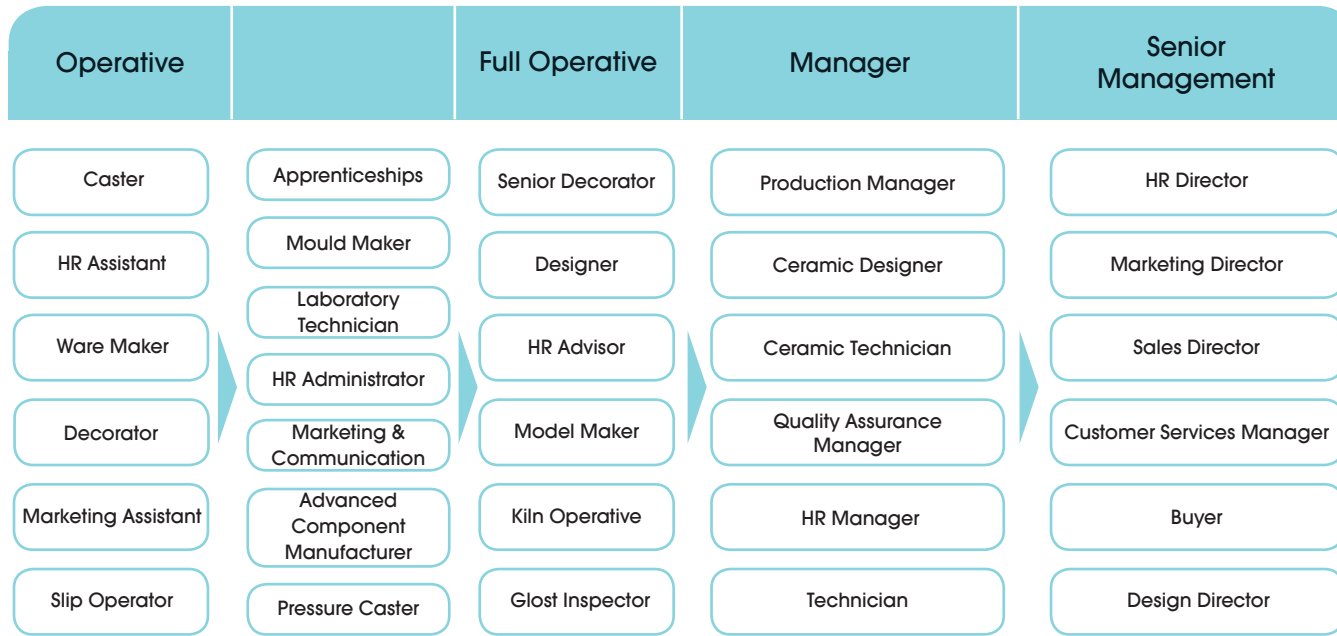 Operative
Full Operative
Manager
Senior
Management
Caster
HR Assistant
Ware Maker
Decorator
Marketing Assistant
Slip Operator
Apprenticeships
Mould Maker
Laboratory
Technician
HR Administrator
Marketing &
Communication
Advanced
Component
Manufacturer
Pressure Caster
Senior Decorator
Designer
HR Advisor
Model Maker
Kiln Operative
Glost Inspector
Production Manager
Ceramic Designer
Ceramic Technician
Quality Assurance
Manager
HR Manager
Technician
HR Director
Marketing Director
Sales Director
Customer Services Manager
Buyer
Design Director